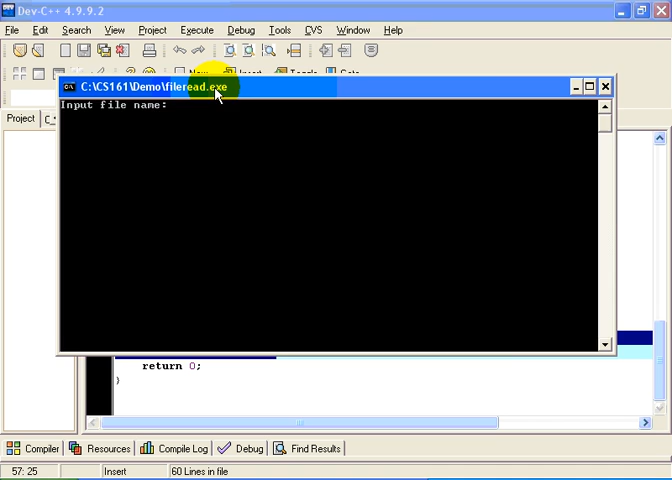 Dev-C++ 4.9.9.2
File Edit Search View Project Execute Debug Tools CVS Window Help
C:\CS161\Demo\fileread.exe
Input file name:
Project
return 0;
}
Compiler Resources Compile Log Debug Find Results
57: 25 Insert 60 Lines in file